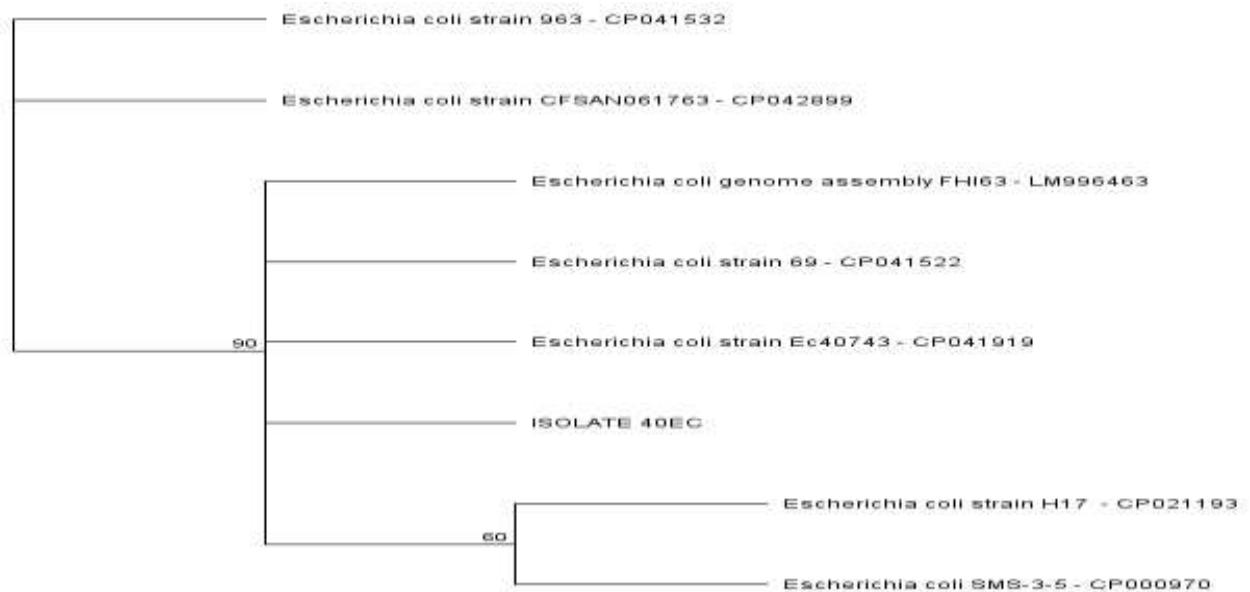 Escherichia coli strain 963 - CP041532
Escherichia coli strain CFSAN061763 - CP042899
Escherichia coli genome assembly FHI63 - LM996463
Escherichia coli strain 69 - CP041522
90
Escherichia coli strain Ec40743 - CP041919
ISOLATE 40EC
Escherichia coli strain H17 - CP021193
60
Escherichia coli SMS-3-5 - CP000970